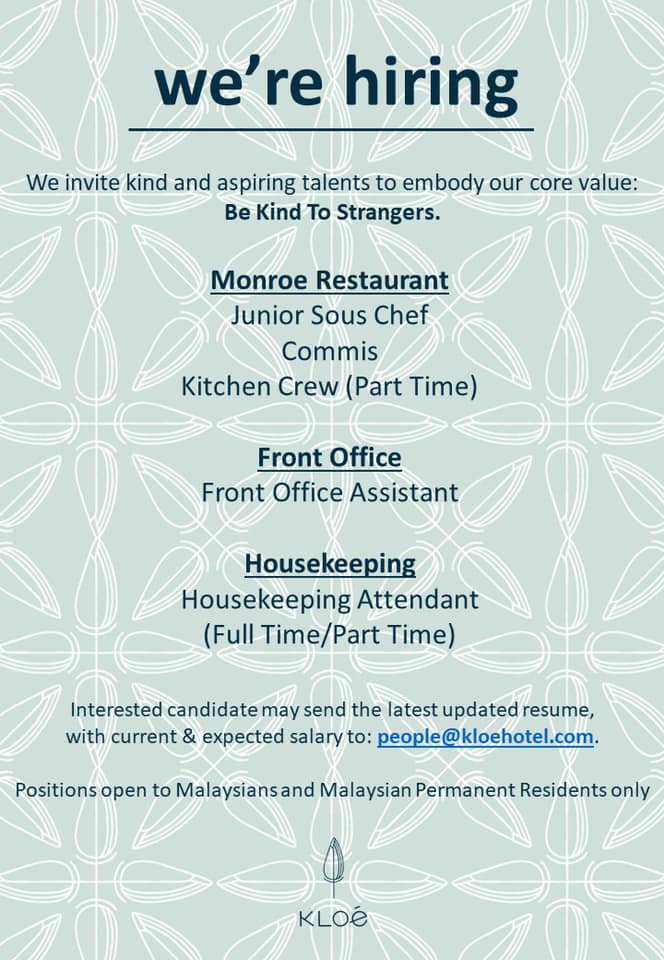 we're hiring
We invite kind and aspiring talents to embody our core value:
Be Kind To Strangers.
Monroe Restaurant
Junior Sous Chef
Commis
Kitchen Crew (Part Time)
Front Office
Front Office Assistant
Housekeeping
Housekeeping Attendant
(Full Time/Part Time)
Interested candidate may send the latest updated resume,
with current & expected salary to: people@kloehotel.com.
Positions open to Malaysians and Malaysian Permanent Residents only
KLOé